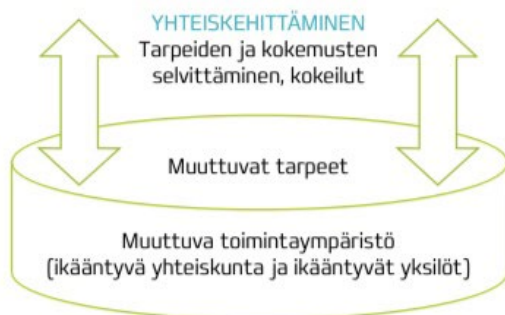 YHTEISKEHITTÄMINEN
Tarpeiden ja kokemusten
selvittäminen, kokeilut
Muuttuvat tarpeet
Muuttuva toimintaympäristö
(ikääntyvä yhteiskunta ja ikääntyvät yksilöt)